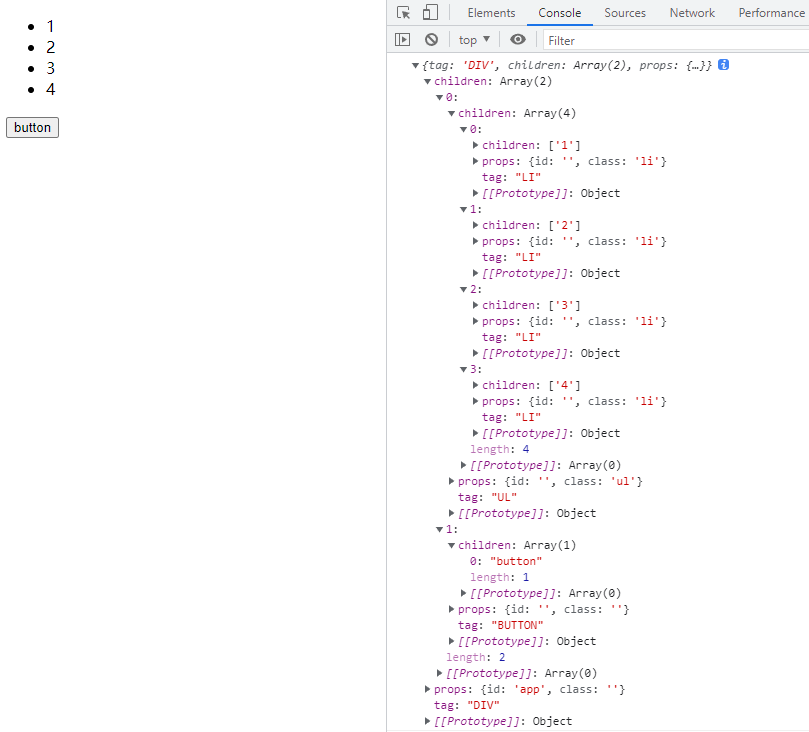 1
2
3
4
button
Elements Console Sources Network Performance
top Filter
{tag: 'DIV', children: Array(2), props: {…}}
children: Array(2)
0:
children: Array(4)
0:
children: ['1']
props: {id: '', class: 'li'}
tag: "LI"
[[Prototype]]: Object
1:
children: ['2']
props: {id: '', class: 'li'}
tag: "LI"
[[Prototype]]: Object
2:
children: ['3']
props: {id: '', class: 'li'}
tag: "LI"
[[Prototype]]: Object
3:
children: ['4']
props: {id: '', class: 'li'}
tag: "LI"
[[Prototype]]: Object
length: 4
[[Prototype]]: Array(0)
props: {id: '', class: 'ul'}
tag: "UL"
[[Prototype]]: Object
1:
children: Array(1)
0: "button"
length: 1
[[Prototype]]: Array(0)
props: {id: '', class: ''}
tag: "BUTTON"
[[Prototype]]: Object
length: 2
[[Prototype]]: Array(0)
props: {id: 'app', class: ''}
tag: "DIV"
[[Prototype]]: Object